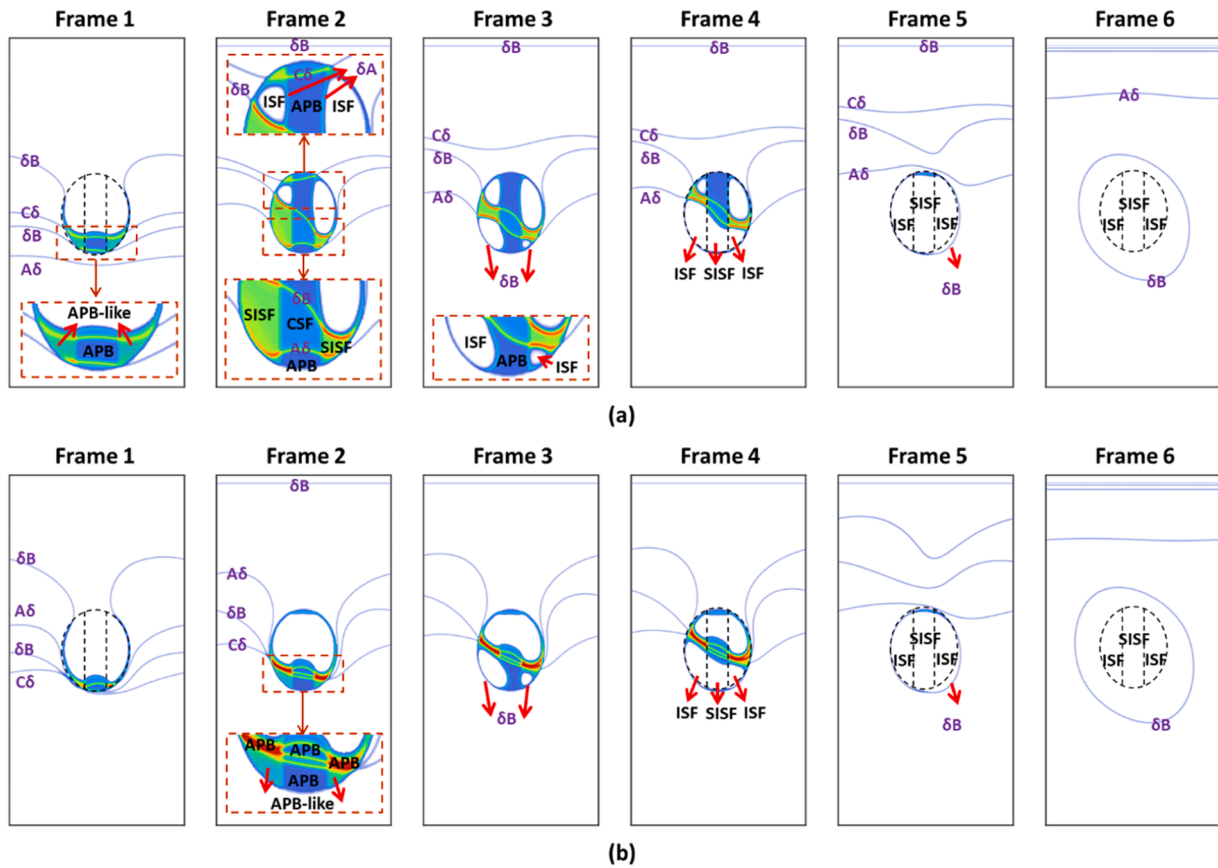 Frame 1 Frame 2 Frame 3 Frame 4 Frame 5 Frame 6
δB δB δB δB
Cδ δA
δB
ISF APB ISF
Aδ
Cδ Cδ Cδ
δB δB δB δB
Aδ Aδ Aδ
SISF SISF
ISF ISF ISF ISF
Cδ
δB
Aδ
δB
ISF SISF ISF
δB
δB
APB-like
APB
δB
SISF CSF
SISF
Aδ
APB
ISF
APB
ISF
(a)
Frame 1 Frame 2 Frame 3 Frame 4 Frame 5 Frame 6
δB
δB
Aδ
δB
Cδ
Aδ
δB
Cδ
SISF SISF
ISF ISF ISF ISF
δB
ISF SISF ISF
δB
δB
APB APB
APB
APB
APB-like
(b)